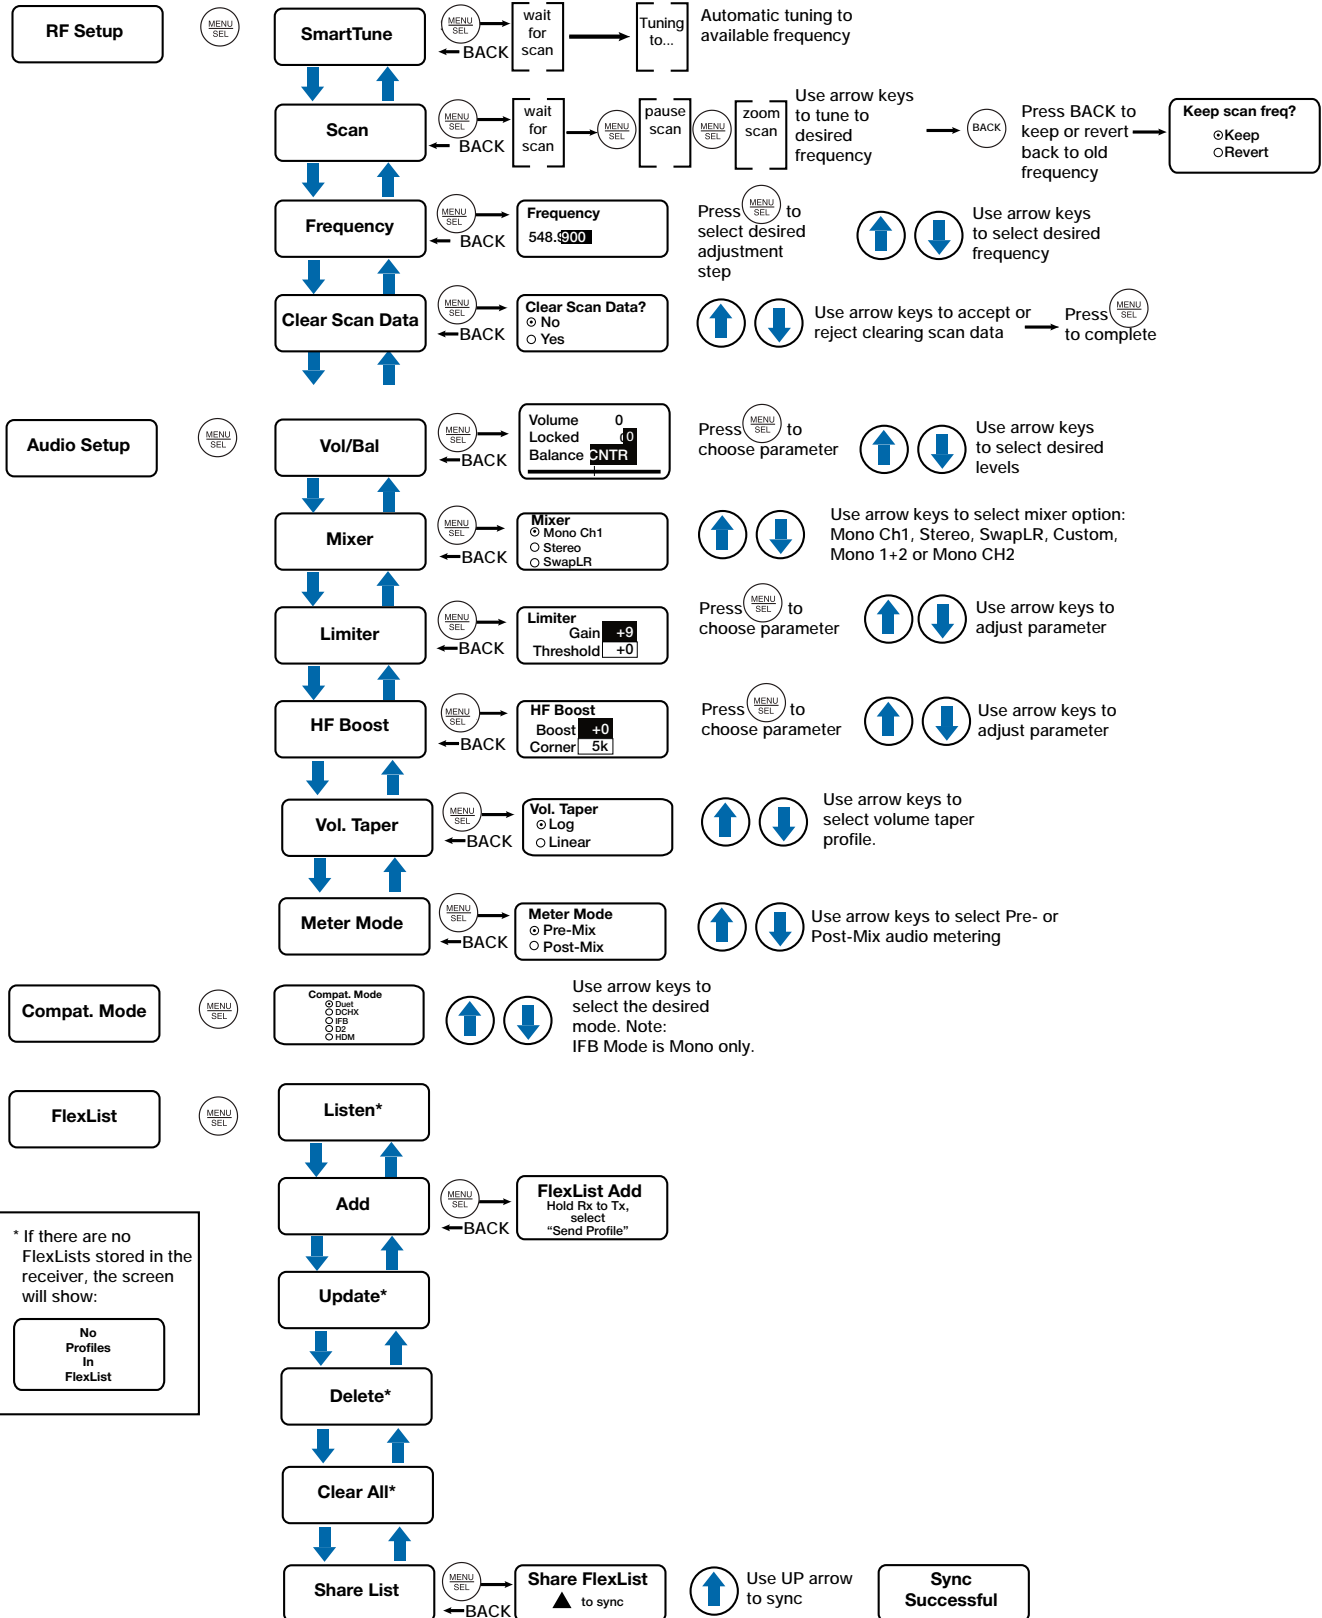 RF Setup
MENU
SEL
SmartTune
MENU
SEL
BACK
wait
for
scan
Tuning
to...
Automatic tuning to
available frequency
Scan
MENU
SEL
BACK
wait
for
scan
MENU
SEL
pause
scan
MENU
SEL
zoom
scan
Use arrow keys
to tune to
desired
frequency
BACK
Press BACK to
keep or revert
back to old
frequency
Keep scan freq?
Keep
Revert
Frequency
MENU
SEL
BACK
Frequency
548.9900
Press MENU SEL to
select desired
adjustment
step
Use arrow keys
to select desired
frequency
Clear Scan Data
MENU
SEL
BACK
Clear Scan Data?
No
Yes
Use arrow keys to accept or
reject clearing scan data
Press MENU SEL
to complete
Audio Setup
MENU
SEL
Vol/Bal
MENU
SEL
BACK
Volume 0
Locked 0
Balance CNTR
Press MENU SEL to
choose parameter
Use arrow keys
to select desired
levels
Mixer
MENU
SEL
BACK
Mixer
Mono Ch1
Stereo
SwapLR
Use arrow keys to select mixer option:
Mono Ch1, Stereo, SwapLR, Custom,
Mono 1+2 or Mono CH2
Limiter
MENU
SEL
BACK
Limiter
Gain +9
Threshold +0
Press MENU SEL to
choose parameter
Use arrow keys to
adjust parameter
HF Boost
MENU
SEL
BACK
HF Boost
Boost +0
Corner 5k
Press MENU SEL to
choose parameter
Use arrow keys to
adjust parameter
Vol. Taper
MENU
SEL
BACK
Vol. Taper
Log
Linear
Use arrow keys to
select volume taper
profile.
Meter Mode
MENU
SEL
BACK
Meter Mode
Pre-Mix
Post-Mix
Use arrow keys to select Pre- or
Post-Mix audio metering
Compat. Mode
MENU
SEL
Compat. Mode
Duet
DCHX
IFB
D2
HDM
Use arrow keys to
select the desired
mode. Note:
IFB Mode is Mono only.
FlexList
MENU
SEL
Listen*
Add
MENU
SEL
BACK
FlexList Add
Hold Rx to Tx,
select
“Send Profile”
* If there are no
FlexLists stored in the
receiver, the screen
will show:
No
Profiles
In
FlexList
Update*
Delete*
Clear All*
Share List
MENU
SEL
BACK
Share FlexList
▲ to sync
Use UP arrow
to sync
Sync
Successful